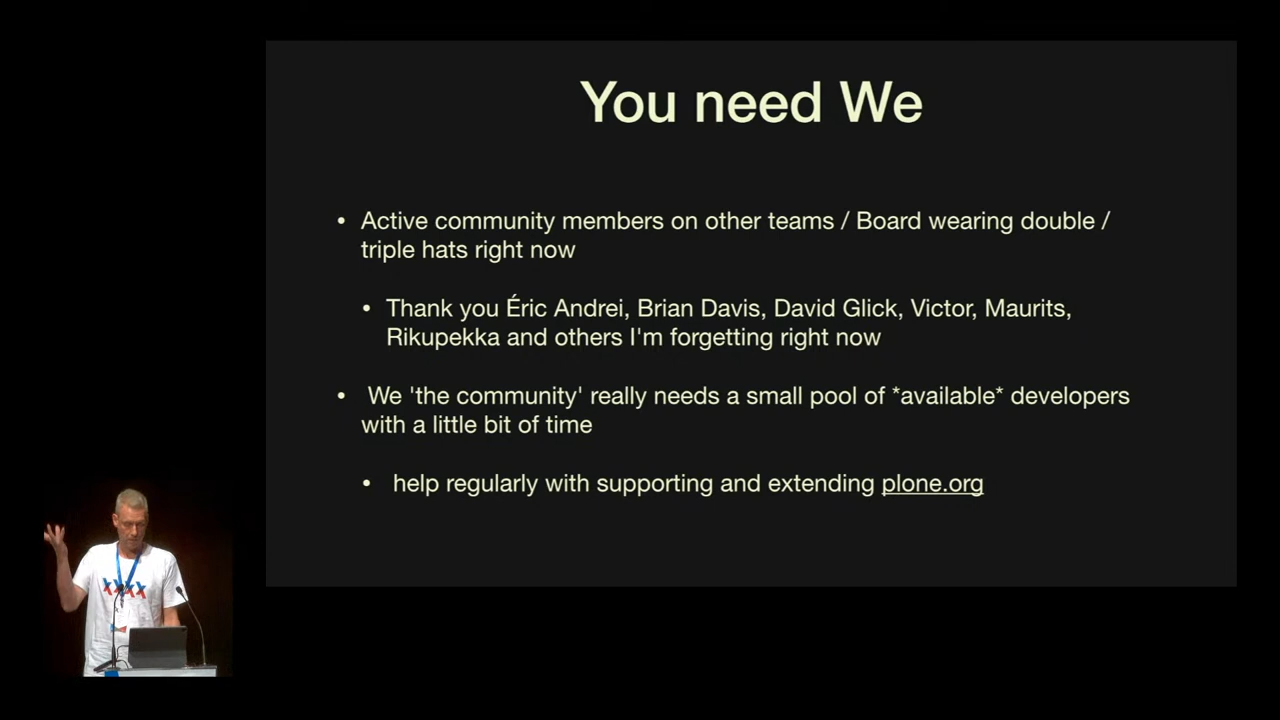 You need We
• Active community members on other teams / Board wearing double /
triple hats right now
• Thank you Éric Andrei, Brian Davis, David Glick, Victor, Maurits,
Rikupekka and others I'm forgetting right now
• We 'the community' really needs a small pool of *available* developers
with a little bit of time
• help regularly with supporting and extending plone.org
XXXX